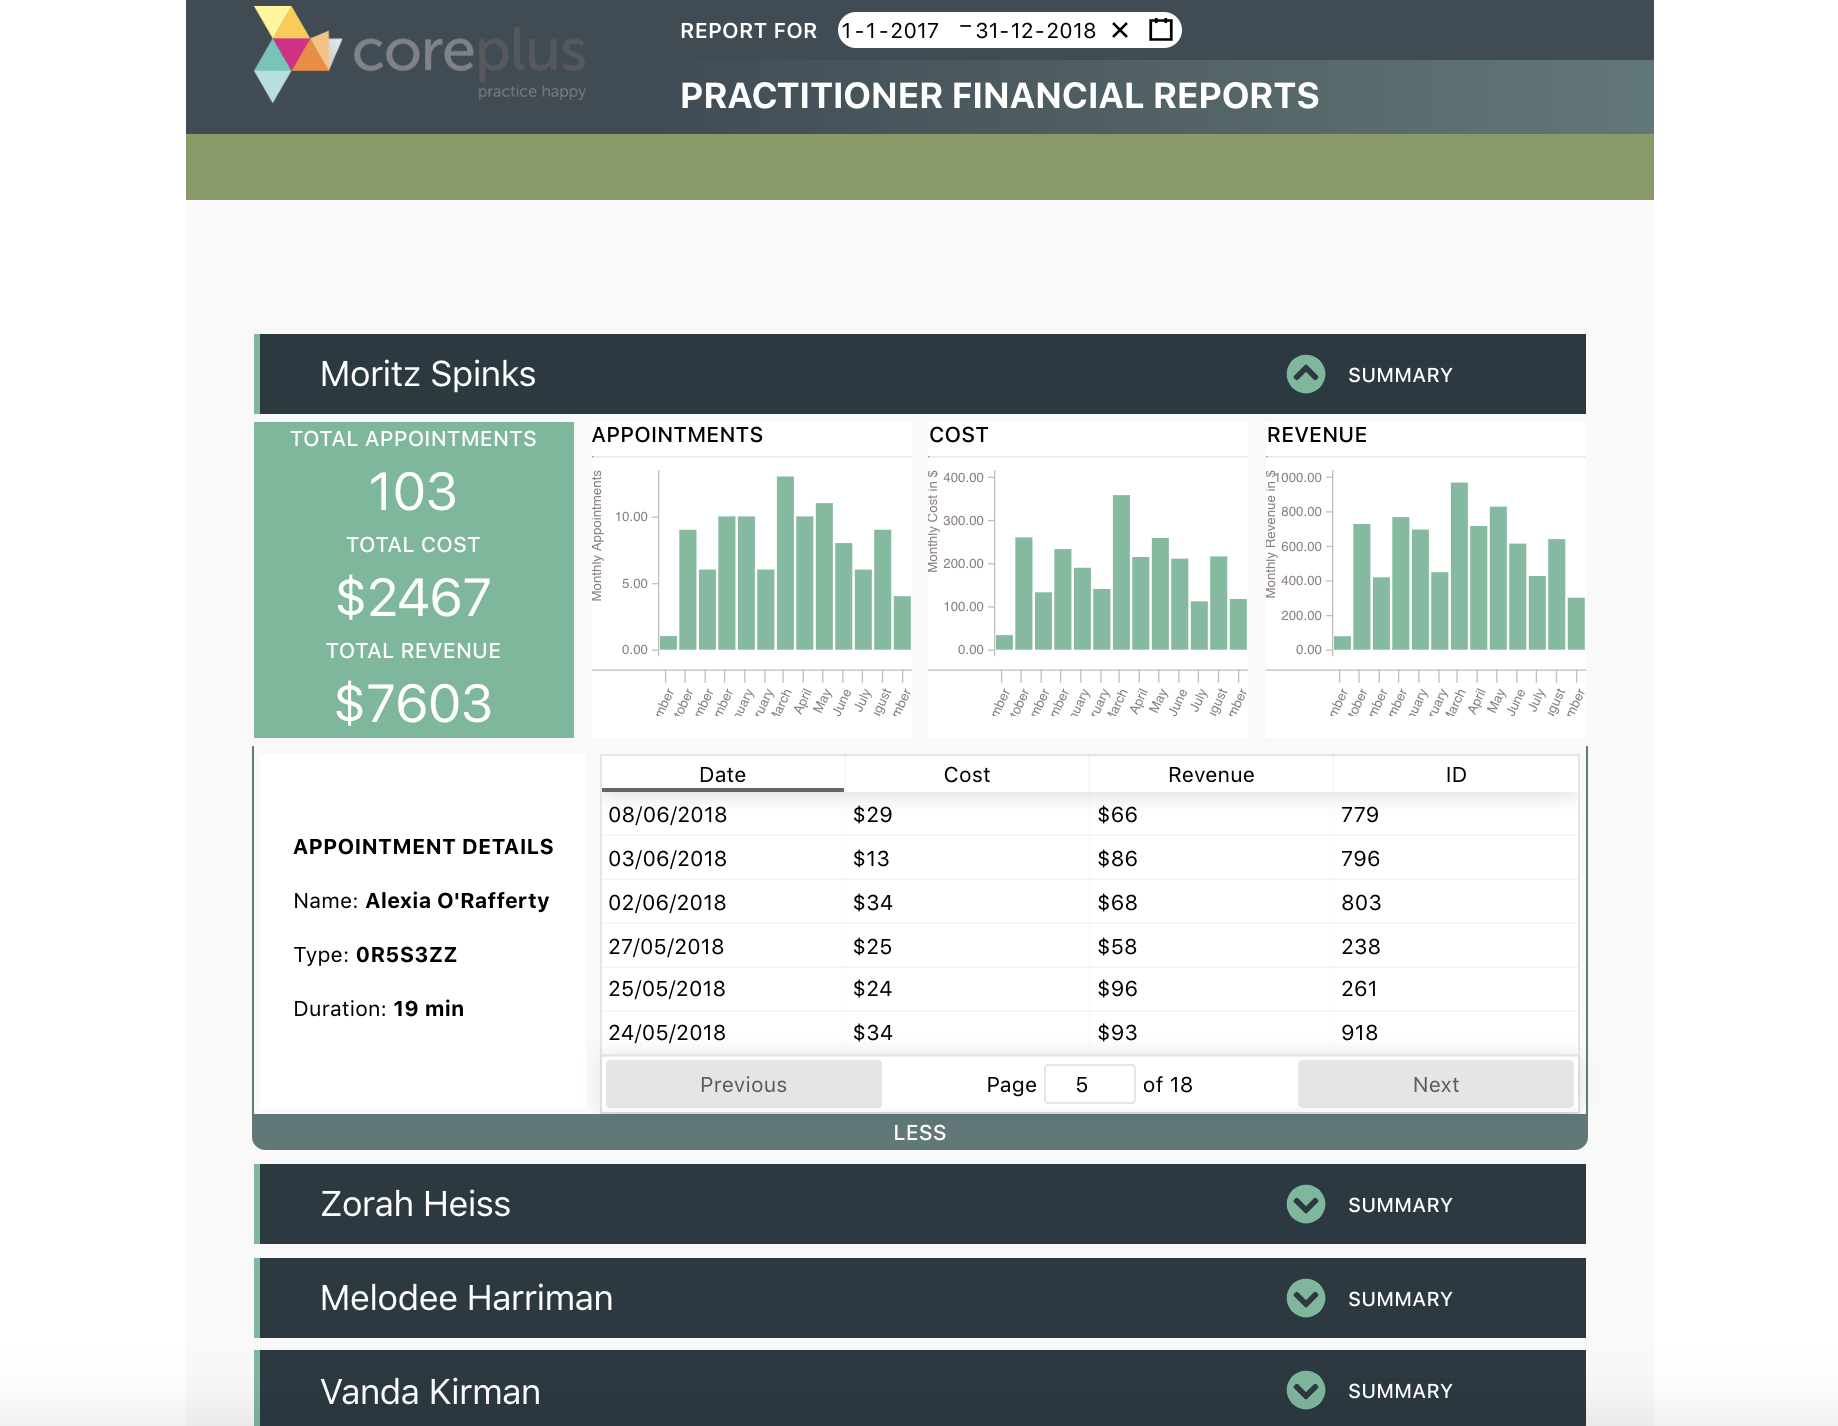 coreplus
practice happy
REPORT FOR 1-1-2017 – 31-12-2018
PRACTITIONER FINANCIAL REPORTS
Moritz Spinks SUMMARY
TOTAL APPOINTMENTS
103
TOTAL COST
$2467
TOTAL REVENUE
$7603
APPOINTMENTS
Monthly Appointments
10.00
5.00
0.00
mber tober mber mber uary ruary March April May June July igust mber
COST
Monthly Cost in $
400.00
300.00
200.00
100.00
0.00
mber tober mber mber uary ruary March April May June July igust mber
REVENUE
Monthly Revenue in $
1000.00
800.00
600.00
400.00
200.00
0.00
mber tober mber mber uary ruary March April May June July igust mber
APPOINTMENT DETAILS
Name: Alexia O'Rafferty
Type: 0R5S3ZZ
Duration: 19 min
Date Cost Revenue ID
08/06/2018 $29 $66 779
03/06/2018 $13 $86 796
02/06/2018 $34 $68 803
27/05/2018 $25 $58 238
25/05/2018 $24 $96 261
24/05/2018 $34 $93 918
Previous Page 5 of 18 Next
LESS
Zorah Heiss SUMMARY
Melodee Harriman SUMMARY
Vanda Kirman SUMMARY